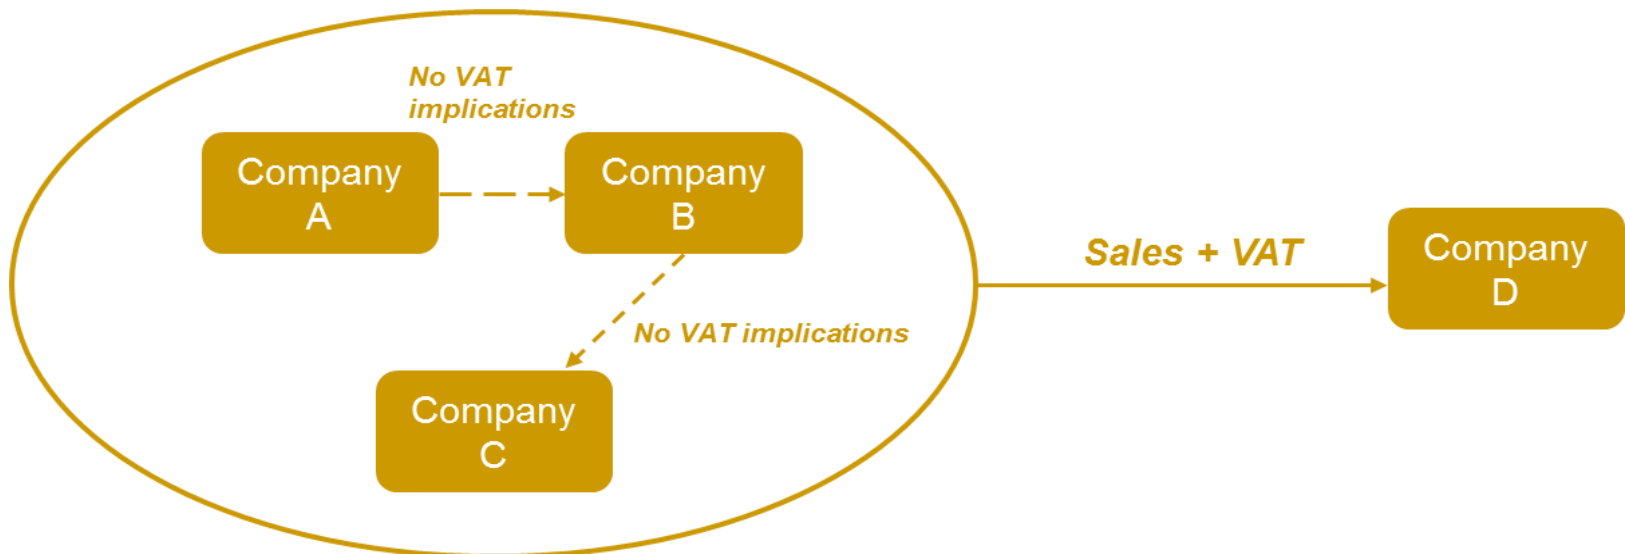 No VAT
implications
Company
A
Company
B
Sales + VAT
Company
D
No VAT implications
Company
C